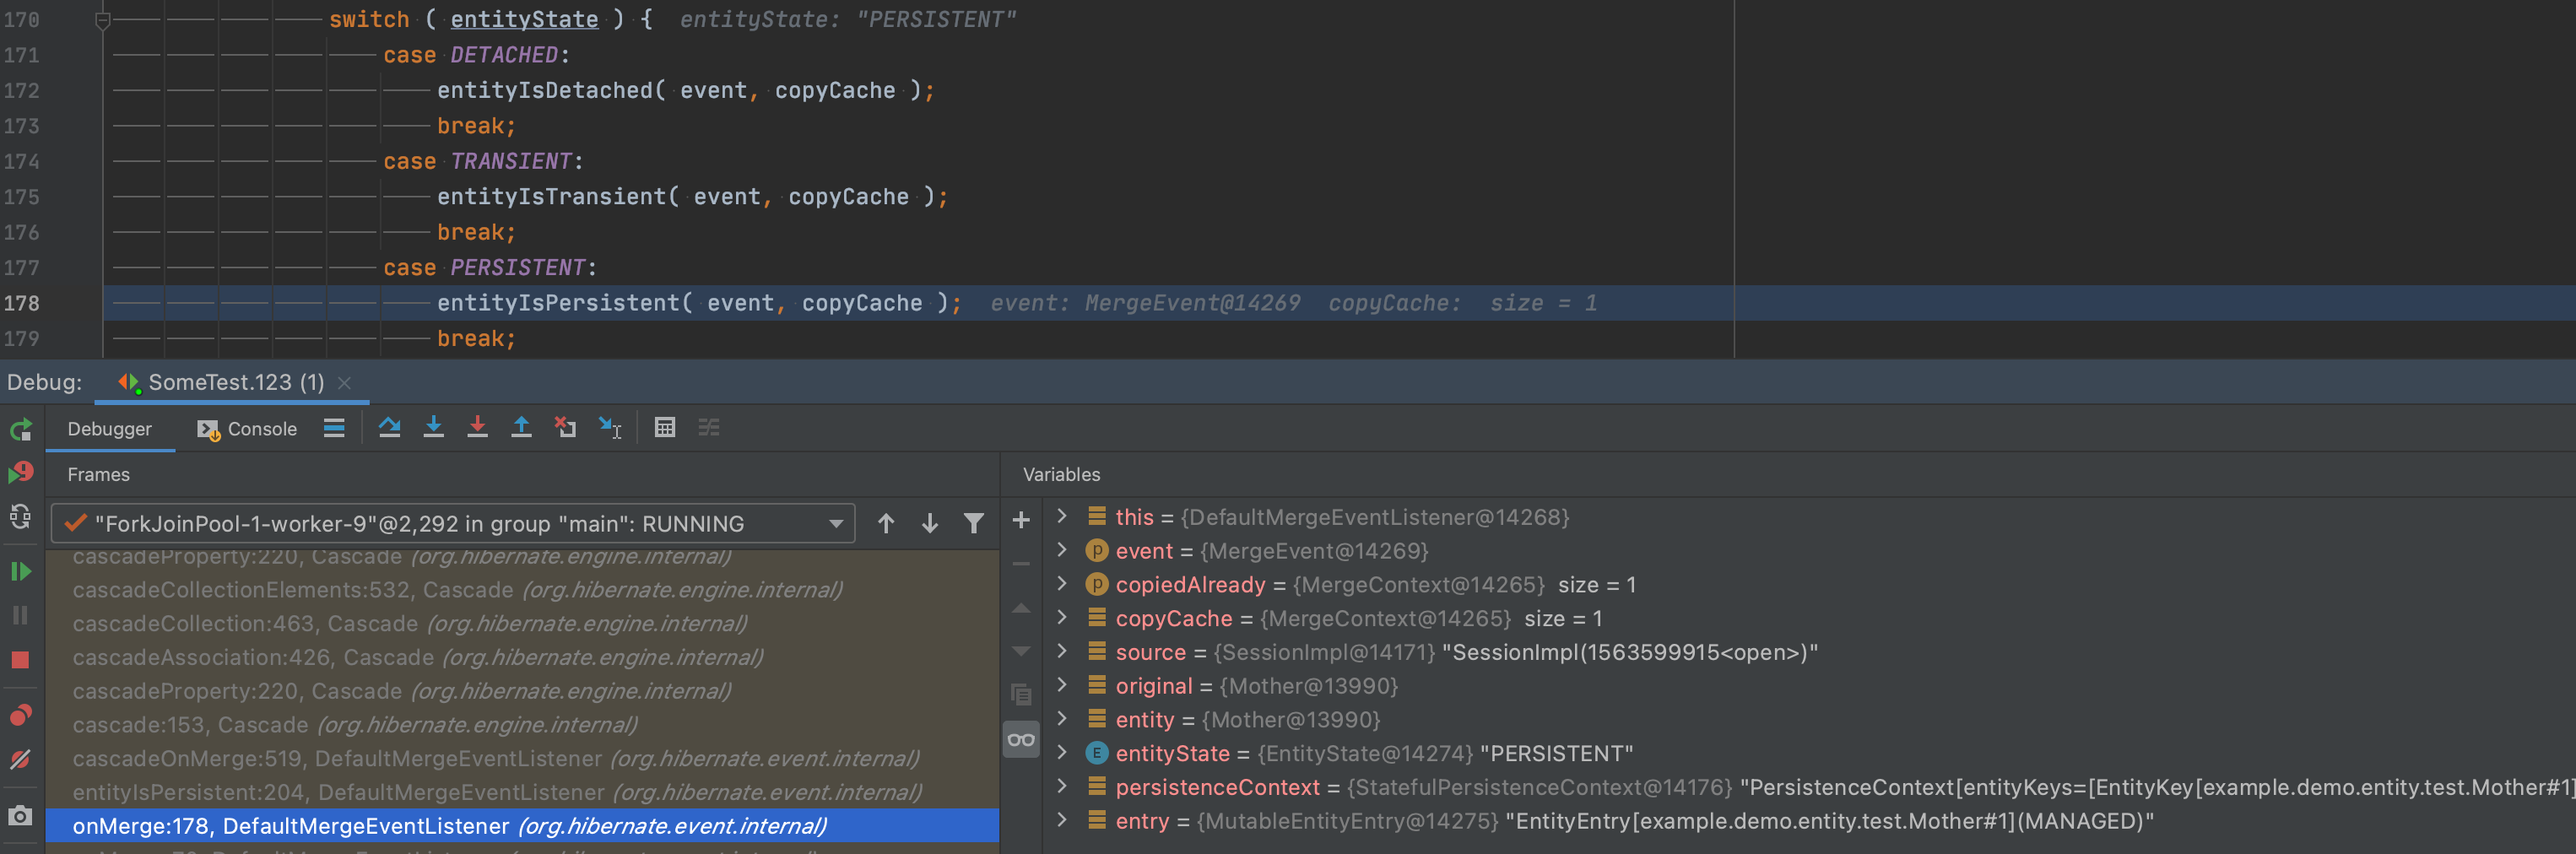 170 switch ( entityState ) { entityState: "PERSISTENT"
171 case DETACHED:
172 entityIsDetached( event, copyCache );
173 break;
174 case TRANSIENT:
175 entityIsTransient( event, copyCache );
176 break;
177 case PERSISTENT:
178 entityIsPersistent( event, copyCache ); event: MergeEvent@14269 copyCache: size = 1
179 break;
Debug: SomeTest.123 (1)
Debugger Console
Frames
"ForkJoinPool-1-worker-9"@2,292 in group "main": RUNNING
cascadeProperty:220, Cascade (org.hibernate.engine.internal)
cascadeCollectionElements:532, Cascade (org.hibernate.engine.internal)
cascadeCollection:463, Cascade (org.hibernate.engine.internal)
cascadeAssociation:426, Cascade (org.hibernate.engine.internal)
cascadeProperty:220, Cascade (org.hibernate.engine.internal)
cascade:153, Cascade (org.hibernate.engine.internal)
cascadeOnMerge:519, DefaultMergeEventListener (org.hibernate.event.internal)
entityIsPersistent:204, DefaultMergeEventListener (org.hibernate.event.internal)
onMerge:178, DefaultMergeEventListener (org.hibernate.event.internal)
Variables
this = {DefaultMergeEventListener@14268}
event = {MergeEvent@14269}
copiedAlready = {MergeContext@14265} size = 1
copyCache = {MergeContext@14265} size = 1
source = {SessionImpl@14171} "SessionImpl(1563599915<open>)"
original = {Mother@13990}
entity = {Mother@13990}
entityState = {EntityState@14274} "PERSISTENT"
persistenceContext = {StatefulPersistenceContext@14176} "PersistenceContext[entityKeys=[EntityKey[example.demo.entity.test.Mother#1]
entry = {MutableEntityEntry@14275} "EntityEntry[example.demo.entity.test.Mother#1](MANAGED)"